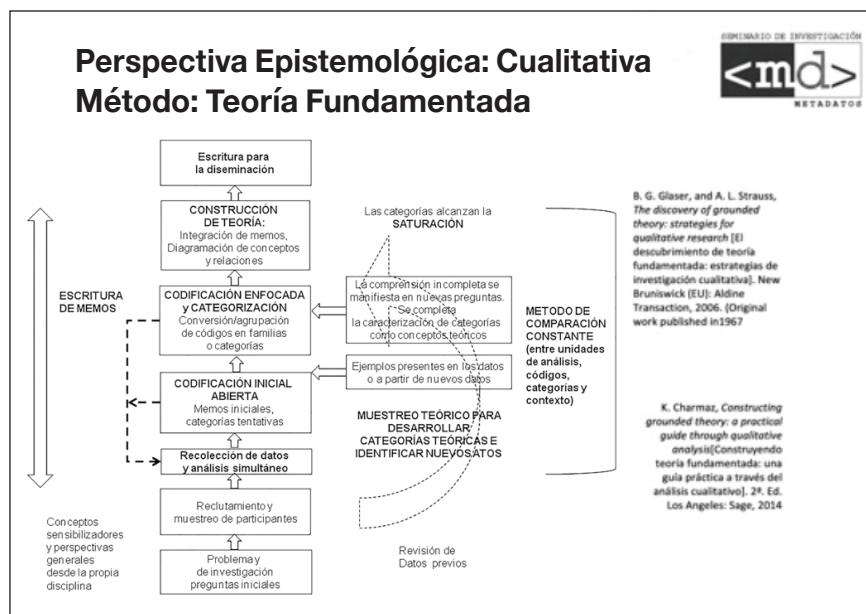 Perspectiva Epistemológica: Cualitativa
Método: Teoría Fundamentada
SEMINARIO DE INVESTIGACIÓN
<md>
METADATOS
Escritura para
la diseminación
CONSTRUCCIÓN
DE TEORÍA:
Integración de memos,
Diagramación de conceptos
y relaciones
Las categorías alcanzan la
SATURACIÓN
ESCRITURA
DE MEMOS
CODIFICACIÓN ENFOCADA
y CATEGORIZACIÓN
Conversión/agrupación
de códigos en familias
o categorías
La comprensión incompleta se
manifiesta en nuevas preguntas.
Se completa
la caracterización de categorías
como conceptos teóricos
METODO DE
COMPARACIÓN
CONSTANTE
(entre unidades
de análisis,
códigos,
categorías y
contexto)
Ejemplos presentes en los datos
o a partir de nuevos datos
CODIFICACIÓN INICIAL
ABIERTA
Memos iniciales,
categorías tentativas
MUESTREO TEÓRICO PARA
DESARROLLAR
CATEGORÍAS TEÓRICAS E
IDENTIFICAR NUEVOSATOS
Recolección de datos
y análisis simultáneo
Reclutamiento y
muestreo de participantes
Conceptos
sensibilizadores
y perspectivas
generales
desde la propia
disciplina
Problema y
de investigación
preguntas iniciales
Revisión de
Datos previos
B. G. Glaser, and A. L. Strauss,
The discovery of grounded
theory: strategies for
qualitative research [El
descubrimiento de teoría
fundamentada: estrategias de
investigación cualitativa]. New
Bruniswick (EU): Aldine
Transaction, 2006. (Original
work published in1967
K. Charmaz, Constructing
grounded theory: a practical
guide through qualitative
analysis[Construyendo
teoría fundamentada: una
guía práctica a través del
análisis cualitativo]. 2ª. Ed.
Los Angeles: Sage, 2014